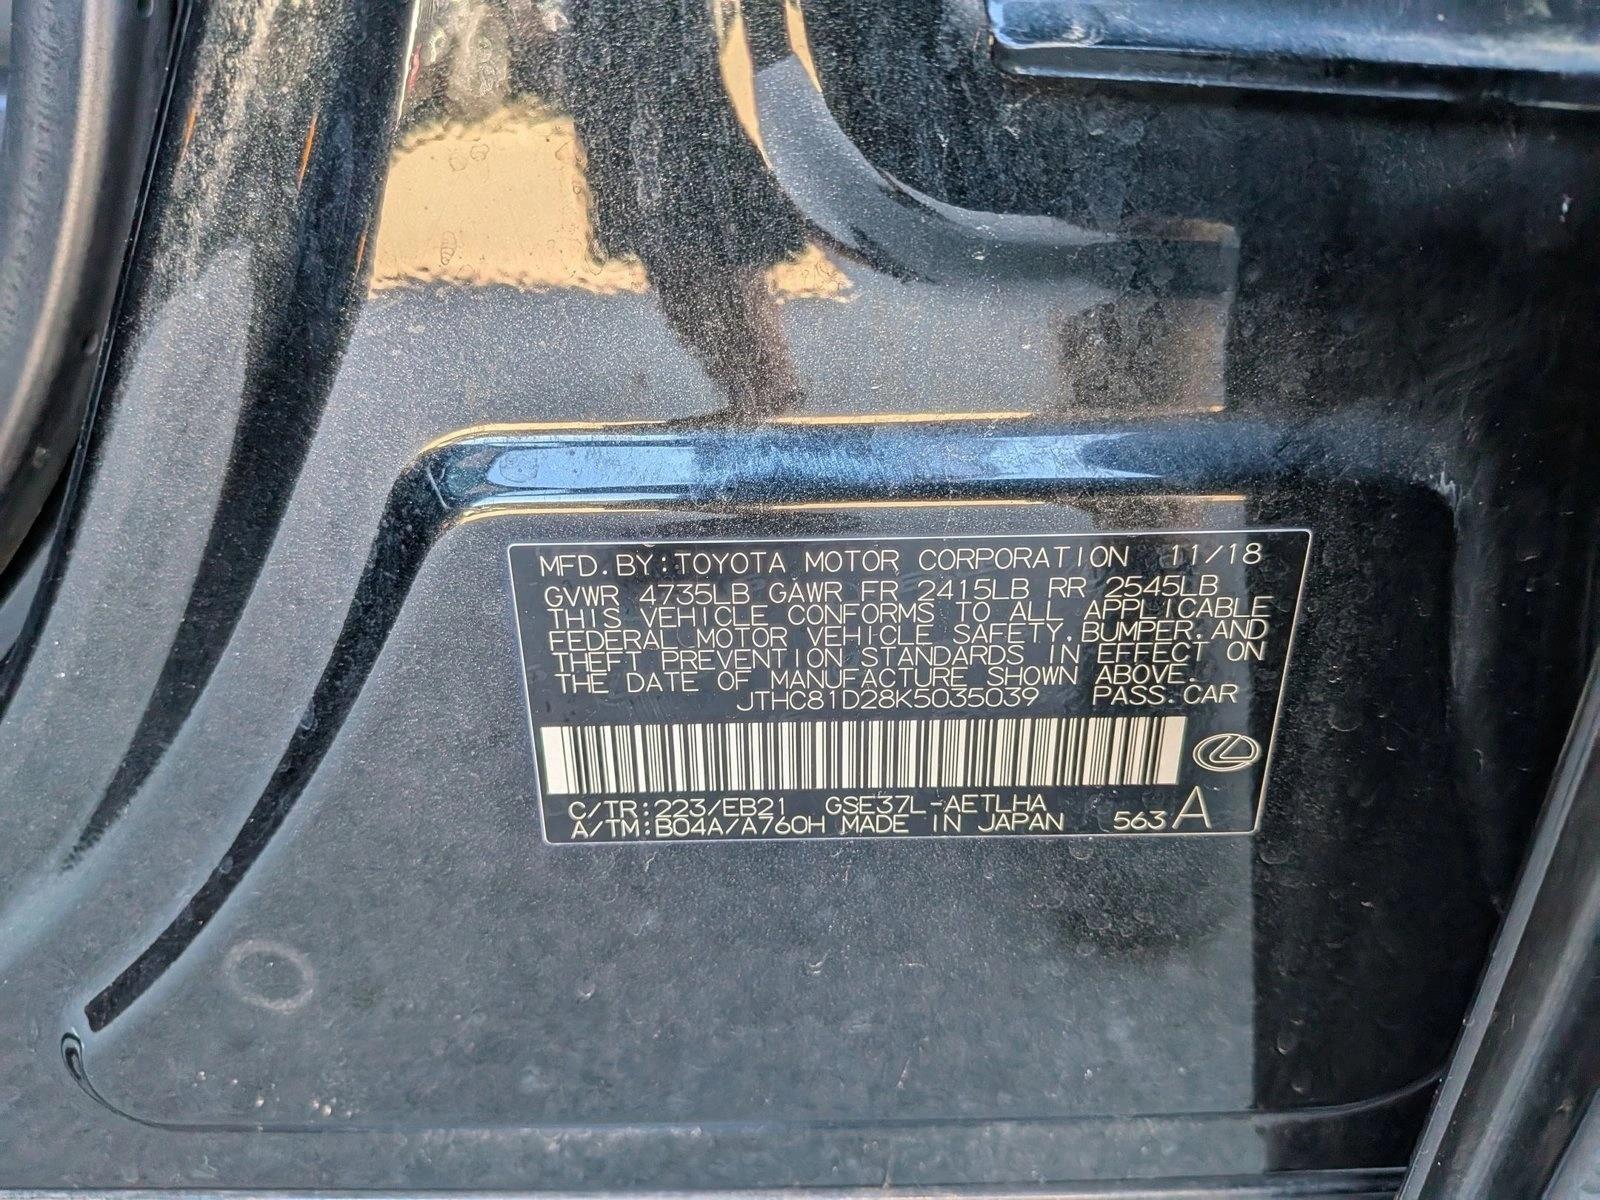 MFD. BY: TOYOTA MOTOR CORPORATION 11/18
GVWR 4735LB GAWR FR 2415LB RR 2545LB
THIS VEHICLE CONFORMS TO ALL APPLICABLE
FEDERAL MOTOR VEHICLE SAFETY, BUMPER, AND
THEFT PREVENTION STANDARDS IN EFFECT ON
THE DATE OF MANUFACTURE SHOWN ABOVE.
JTHC81D28K5035039 PASS. CAR
C/TR: 223/EB21 GSE37L-AETLHA
A/TM: B04A/A760H MADE IN JAPAN 563 A